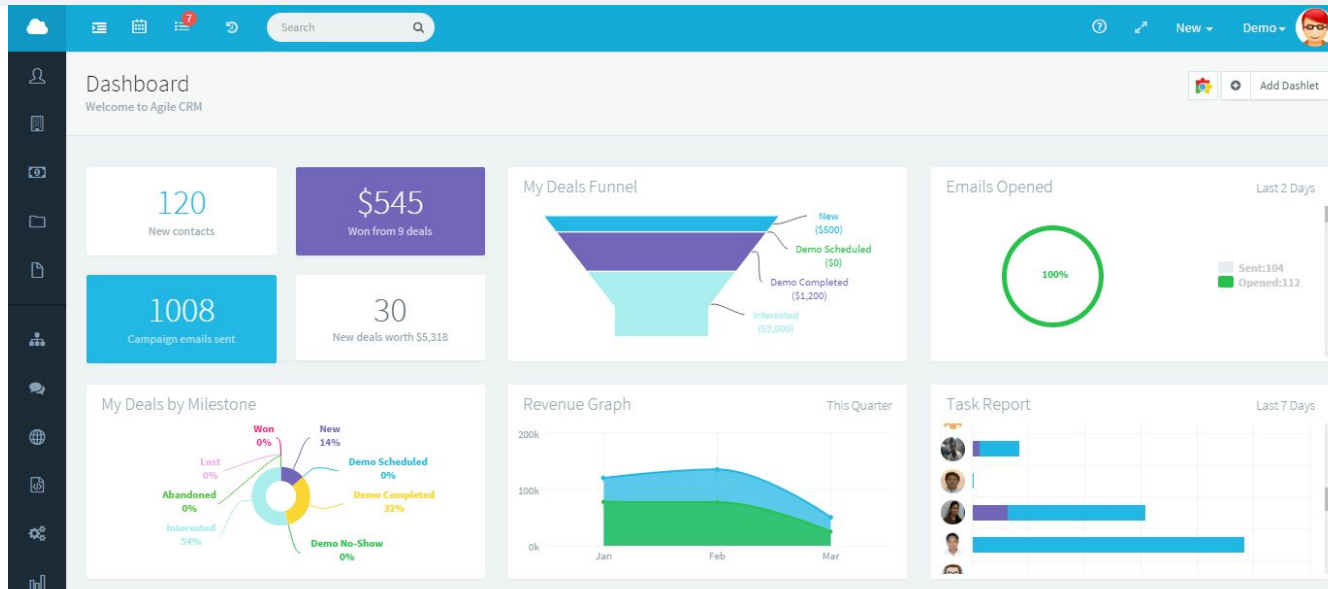 7
Search
New
Demo
Dashboard
Welcome to Agile CRM
Add Dashlet
120
New contacts
$545
Won from 9 deals
1008
Campaign emails sent
30
New deals worth $5,318
My Deals Funnel
New
($500)
Demo Scheduled
($0)
Demo Completed
($1,200)
Interested
($2,000)
Emails Opened
Last 2 Days
100%
Sent:104
Opened:112
My Deals by Milestone
Won
0%
New
14%
Lost
0%
Demo Scheduled
0%
Abandoned
0%
Demo Completed
32%
Interested
54%
Demo No-Show
0%
Revenue Graph
This Quarter
200k
100k
0k
Jan Feb Mar
Task Report
Last 7 Days